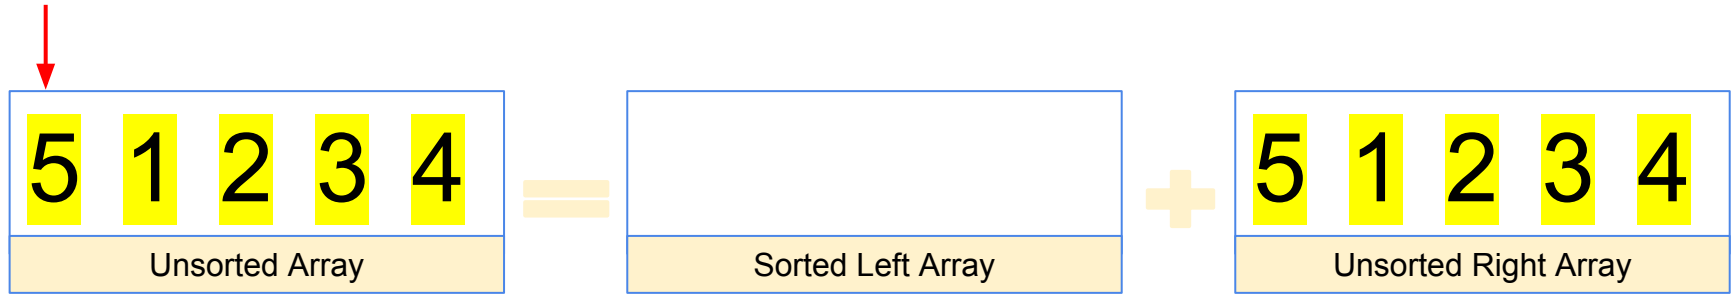 5 1 2 3 4
Unsorted Array
=
Sorted Left Array
+
5 1 2 3 4
Unsorted Right Array